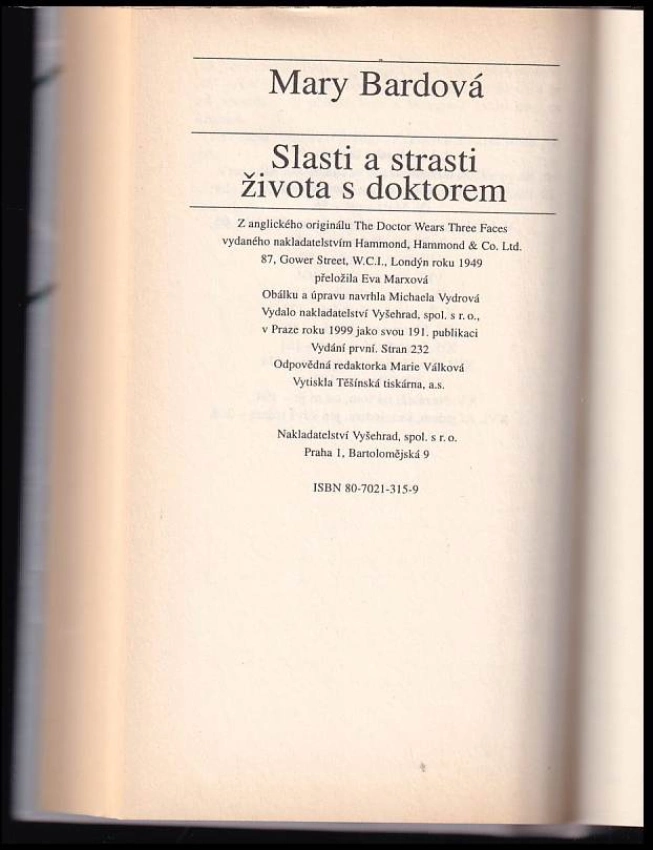 Mary Bardová
Slasti a strasti
života s doktorem
Z anglického originálu The Doctor Wears Three Faces
vydaného nakladatelstvím Hammond, Hammond & Co. Ltd.
87, Gower Street, W.C.I., Londýn roku 1949
přeložila Eva Marxová
Obálku a úpravu navrhla Michaela Vydrová
Vydalo nakladatelství Vyšehrad, spol. s r. o.,
v Praze roku 1999 jako svou 191. publikaci
Vydání první. Stran 232
Odpovědná redaktorka Marie Válková
Vytiskla Těšínská tiskárna, a.s.
Nakladatelství Vyšehrad, spol. s r. o.
Praha 1, Bartolomějská 9
ISBN 80-7021-315-9